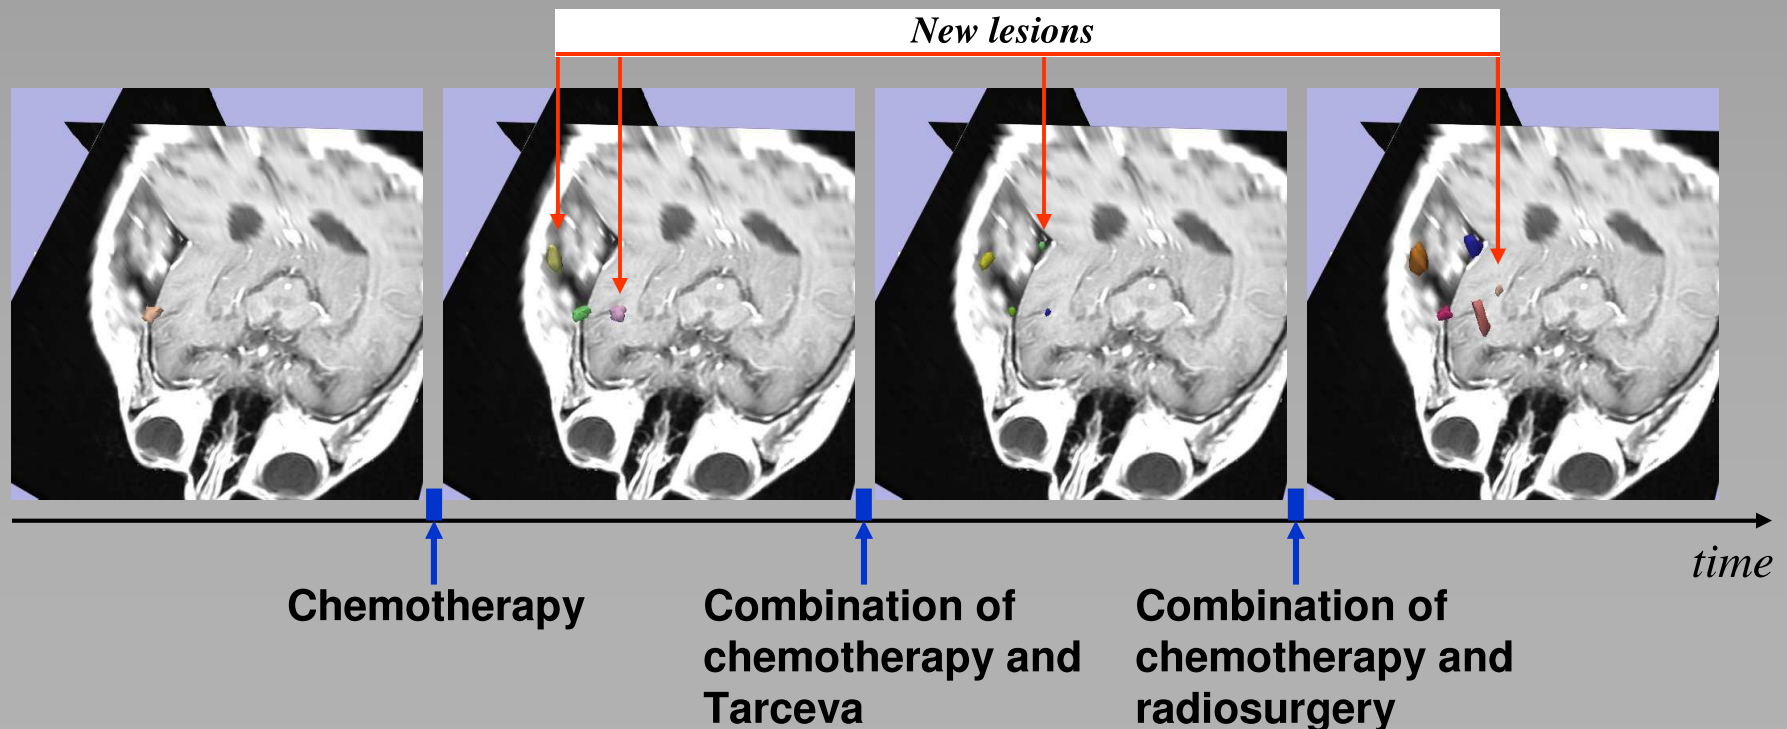 New lesions
time
Chemotherapy
Combination of
chemotherapy and
Tarceva
Combination of
chemotherapy and
radiosurgery